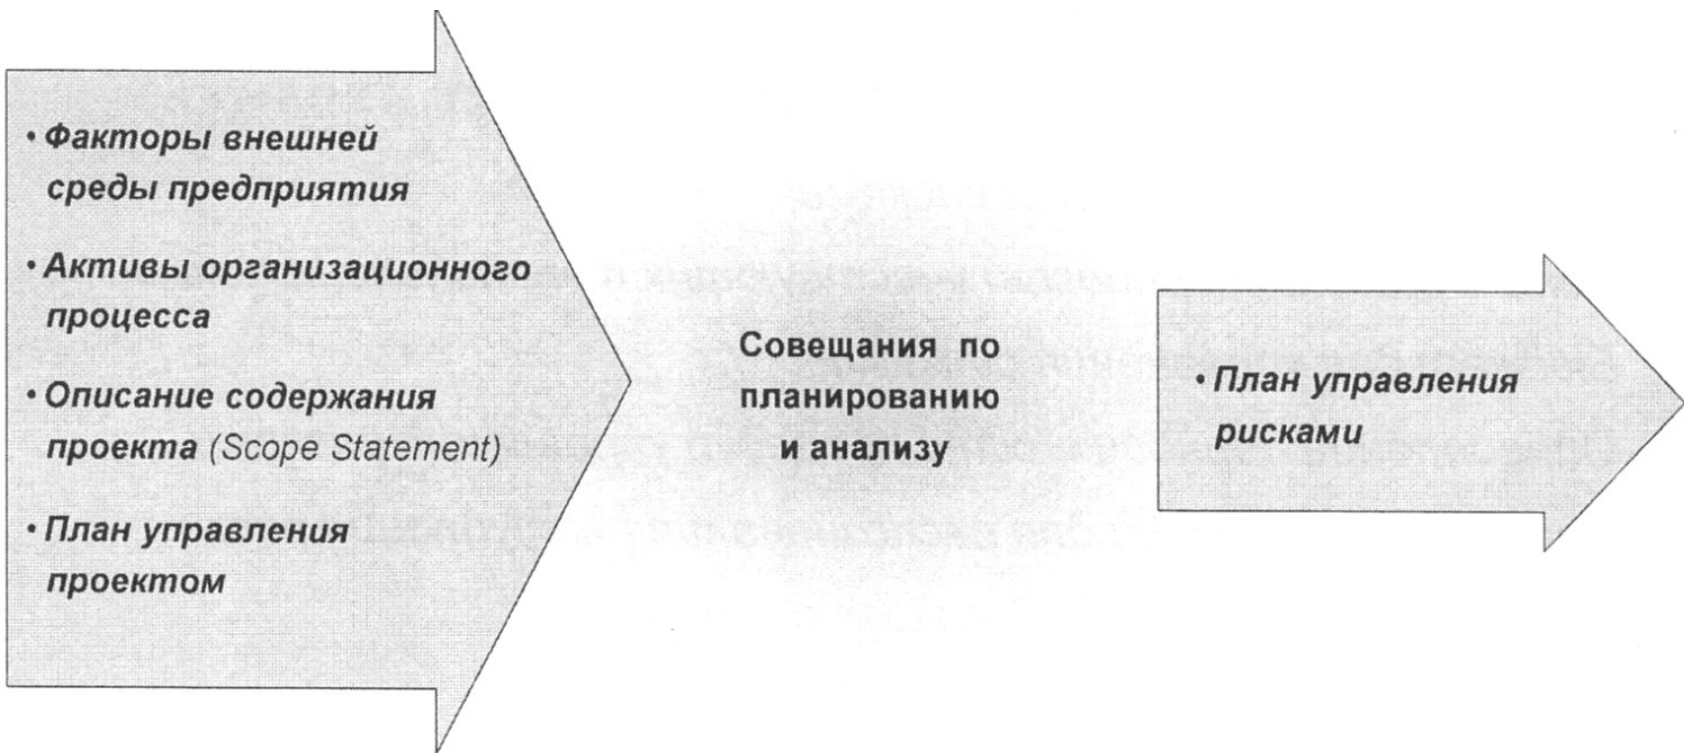 • Факторы внешней
среды предприятия
• Активы организационного
процесса
• Описание содержания
проекта (Scope Statement)
• План управления
проектом
Совещания по
планированию
и анализу
• План управления
рисками